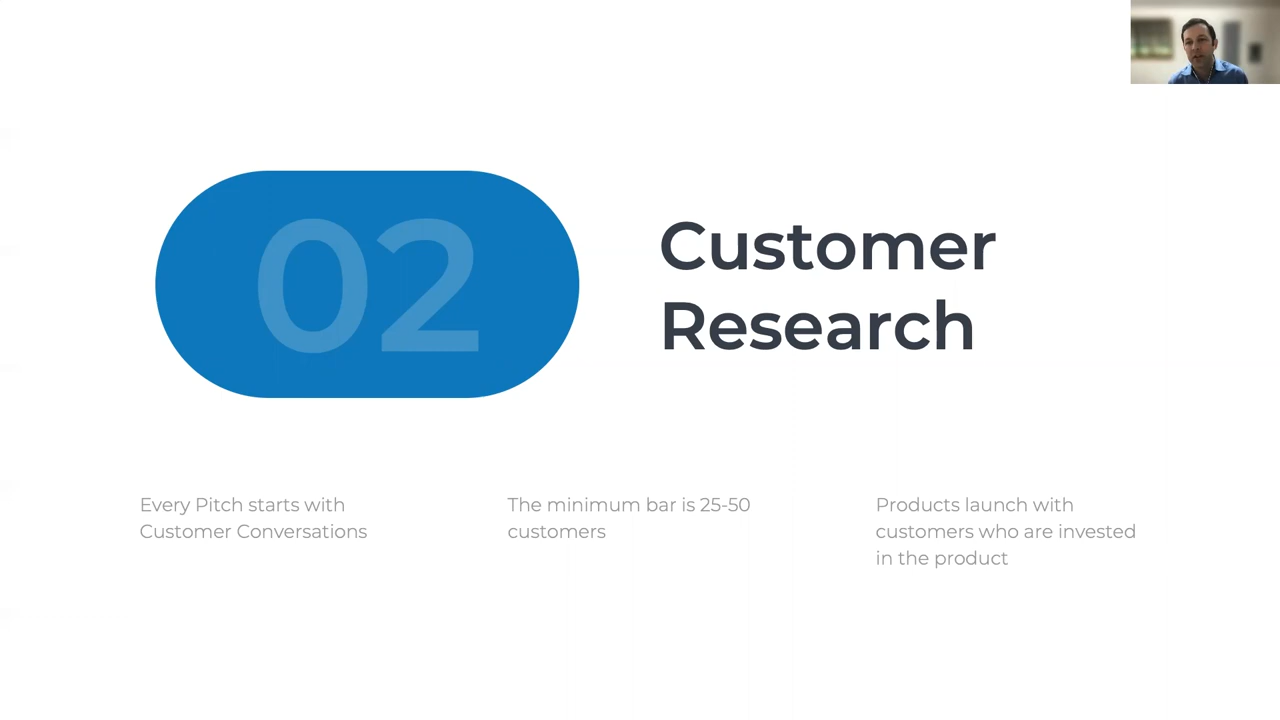 02
Customer
Research
Every Pitch starts with
Customer Conversations
The minimum bar is 25-50
customers
Products launch with
customers who are invested
in the product